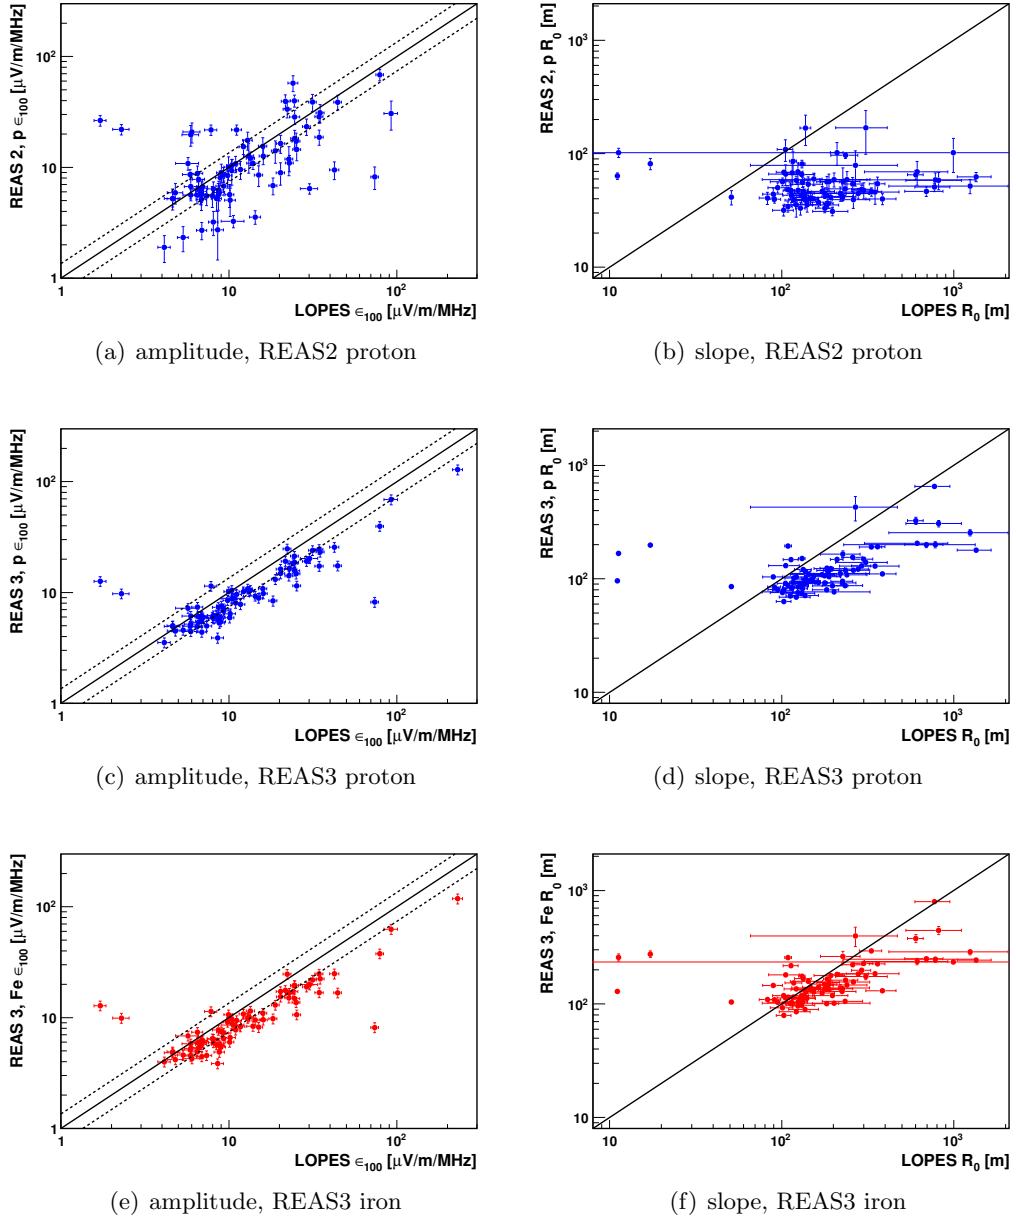 REAS 2, p ϵ₁₀₀ [μV/m/MHz]
10²
10
1
1
10
10²
LOPES ϵ₁₀₀ [μV/m/MHz]
(a) amplitude, REAS2 proton
REAS 2, p R₀ [m]
10³
10²
10
10
10²
10³
LOPES R₀ [m]
(b) slope, REAS2 proton
REAS 3, p ϵ₁₀₀ [μV/m/MHz]
10²
10
1
1
10
10²
LOPES ϵ₁₀₀ [μV/m/MHz]
(c) amplitude, REAS3 proton
REAS 3, p R₀ [m]
10³
10²
10
10
10²
10³
LOPES R₀ [m]
(d) slope, REAS3 proton
REAS 3, Fe ϵ₁₀₀ [μV/m/MHz]
10²
10
1
1
10
10²
LOPES ϵ₁₀₀ [μV/m/MHz]
(e) amplitude, REAS3 iron
REAS 3, Fe R₀ [m]
10³
10²
10
10
10²
10³
LOPES R₀ [m]
(f) slope, REAS3 iron